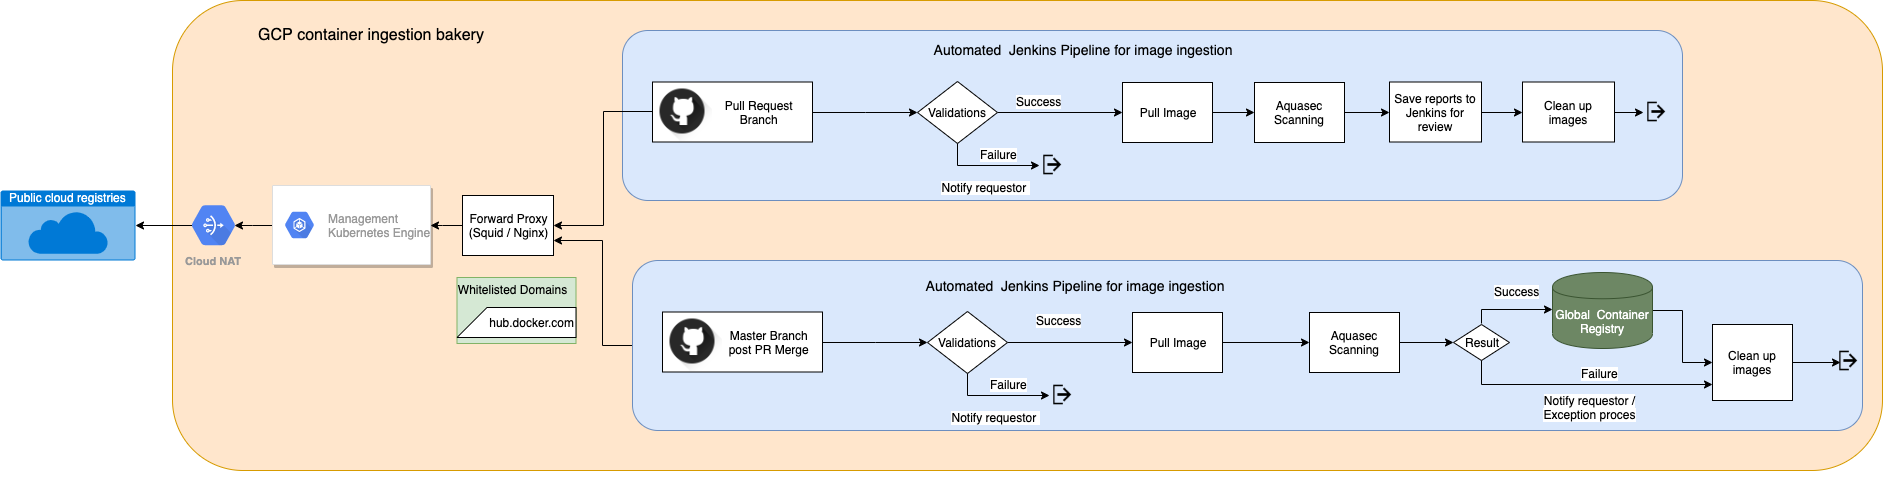 GCP container ingestion bakery
Automated Jenkins Pipeline for image ingestion
Pull Request
Branch
Validations
Success
Failure
Notify requestor
Pull Image
Aquasec
Scanning
Save reports to
Jenkins for
review
Clean up
images
Public cloud registries
Cloud NAT
Management
Kubernetes Engine
Forward Proxy
(Squid / Nginx)
Whitelisted Domains
hub.docker.com
Automated Jenkins Pipeline for image ingestion
Master Branch
post PR Merge
Validations
Success
Failure
Notify requestor
Pull Image
Aquasec
Scanning
Result
Success
Global Container
Registry
Failure
Notify requestor /
Exception proces
Clean up
images